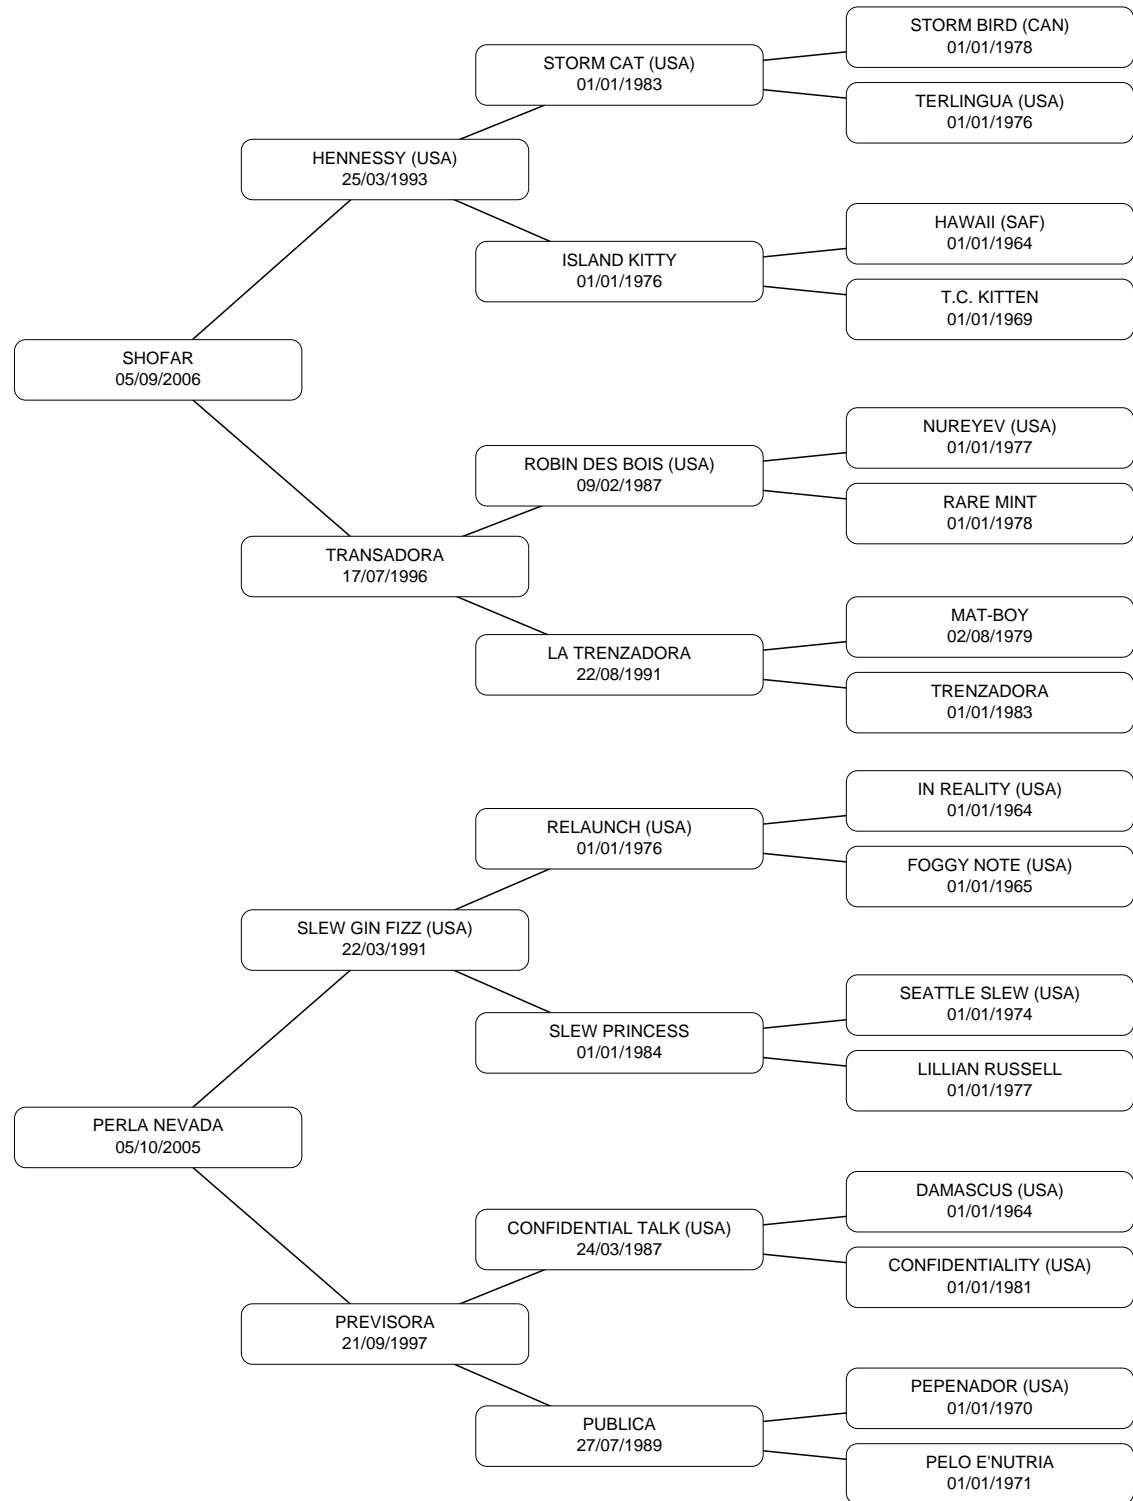 STORM BIRD (CAN)
01/01/1978
STORM CAT (USA)
01/01/1983
TERLINGUA (USA)
01/01/1976
HENNESSY (USA)
25/03/1993
HAWAII (SAF)
01/01/1964
ISLAND KITTY
01/01/1976
T.C. KITTEN
01/01/1969
SHOFAR
05/09/2006
NUREYEV (USA)
01/01/1977
ROBIN DES BOIS (USA)
09/02/1987
RARE MINT
01/01/1978
TRANSADORA
17/07/1996
MAT-BOY
02/08/1979
LA TRENZADORA
22/08/1991
TRENZADORA
01/01/1983
IN REALITY (USA)
01/01/1964
RELAUNCH (USA)
01/01/1976
FOGGY NOTE (USA)
01/01/1965
SLEW GIN FIZZ (USA)
22/03/1991
SEATTLE SLEW (USA)
01/01/1974
SLEW PRINCESS
01/01/1984
LILLIAN RUSSELL
01/01/1977
PERLA NEVADA
05/10/2005
DAMASCUS (USA)
01/01/1964
CONFIDENTIAL TALK (USA)
24/03/1987
CONFIDENTIALITY (USA)
01/01/1981
PREVISORA
21/09/1997
PEPENADOR (USA)
01/01/1970
PUBLICA
27/07/1989
PELO E'NUTRIA
01/01/1971